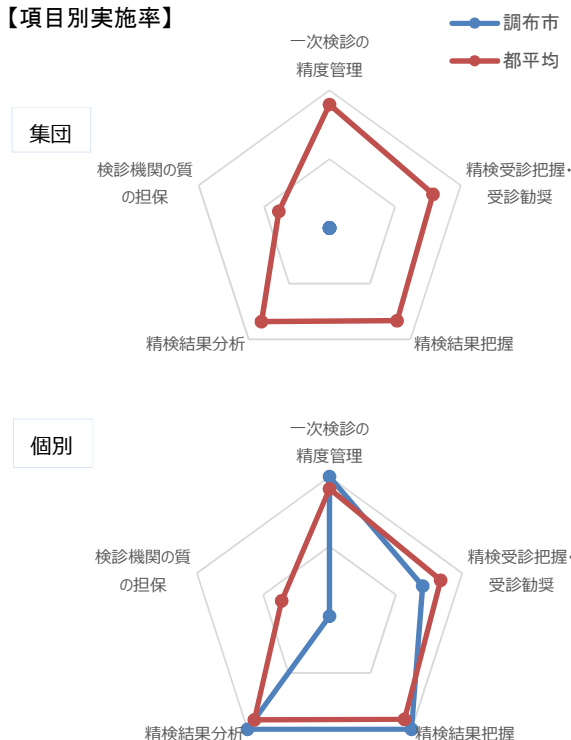 【項目別実施率】
調布市
都平均
集団
一次検診の
精度管理
精検受診把握・
受診勧奨
精検結果把握
精検結果分析
検診機関の質
の担保
個別
一次検診の
精度管理
精検受診把握・
受診勧奨
精検結果把握
精検結果分析
検診機関の質
の担保